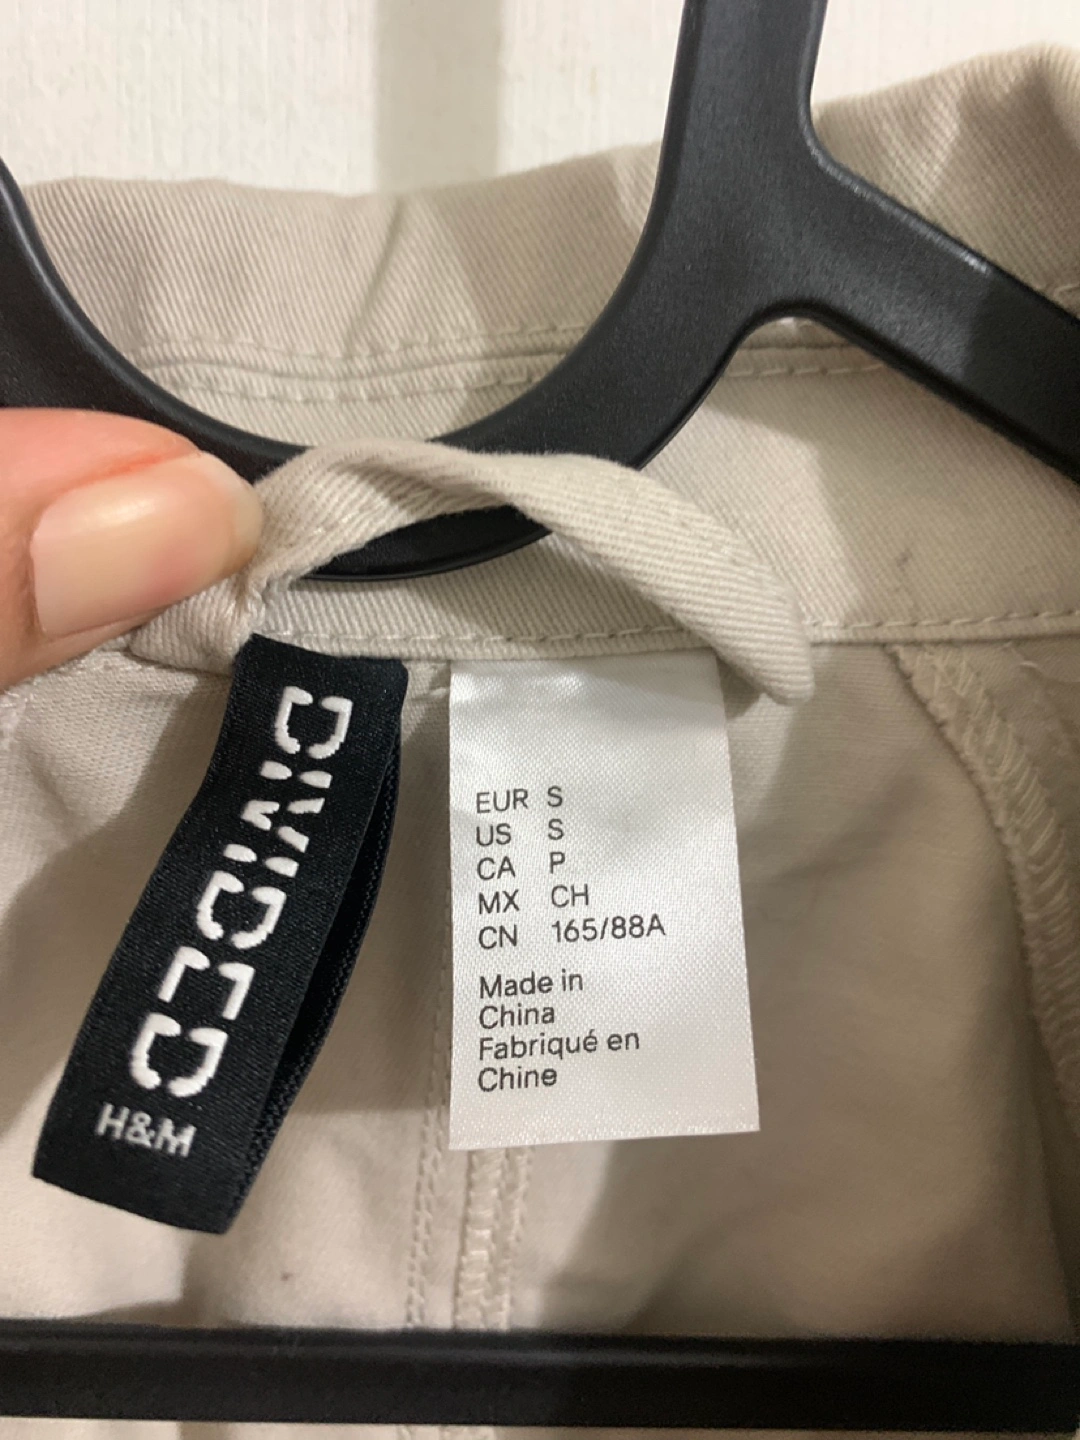 DIVIDED
H&M
EUR S
US S
CA P
MX CH
CN 165/88A
Made in
China
Fabriqué en
Chine